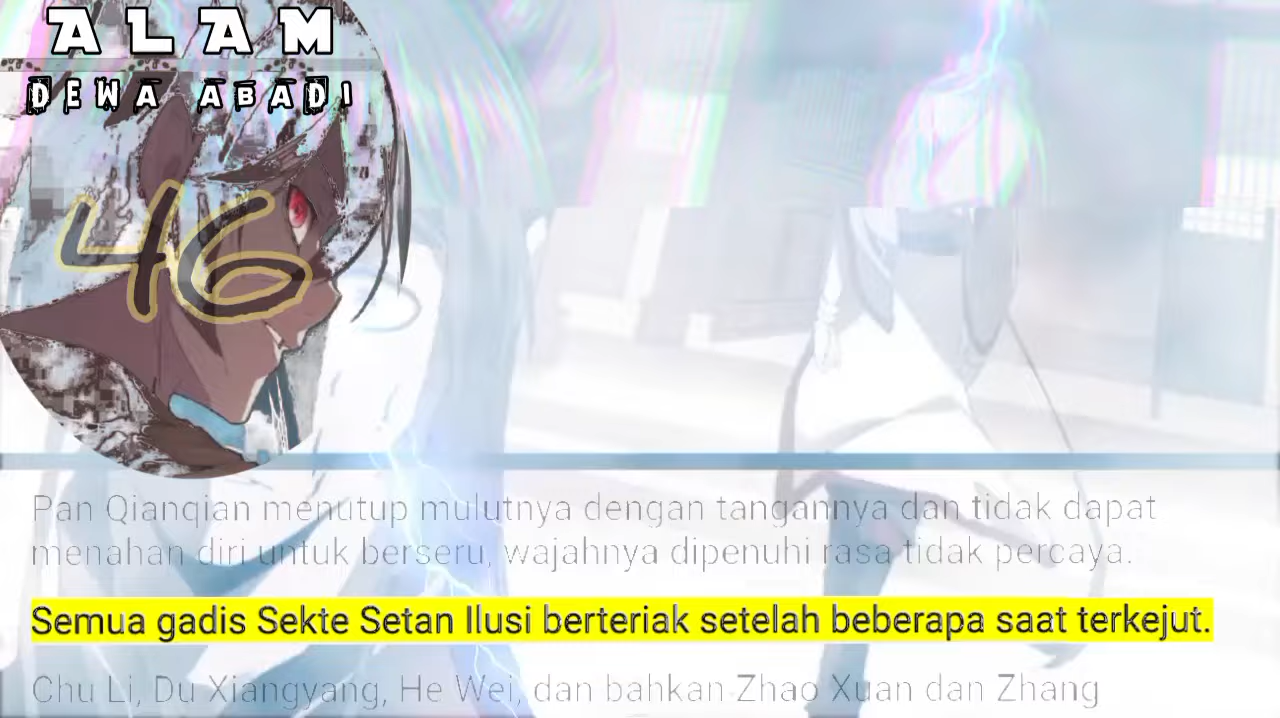 ALAM
DEWA ABADI
46
Pan Qianqian menutup mulutnya dengan tangannya dan tidak dapat
menahan diri untuk berseru, wajahnya dipenuhi rasa tidak percaya.
Semua gadis Sekte Setan Ilusi berteriak setelah beberapa saat terkejut.
Chu Li, Du Xiangyang, He Wei, dan bahkan Zhao Xuan dan Zhang